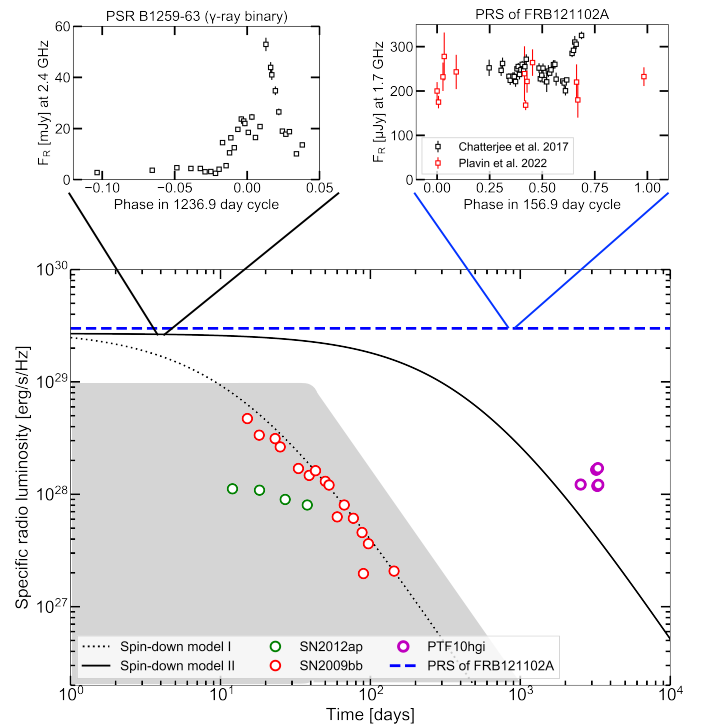 PSR B1259-63 (γ-ray binary)
F_R [mJy] at 2.4 GHz
60
40
20
0
−0.10
−0.05
0.00
0.05
Phase in 1236.9 day cycle
PRS of FRB121102A
F_R [μJy] at 1.7 GHz
300
200
100
0
Chatterjee et al. 2017
Plavin et al. 2022
0.00
0.25
0.50
0.75
1.00
Phase in 156.9 day cycle
Specific radio luminosity [erg/s/Hz]
10^30
10^29
10^28
10^27
Spin-down model I
Spin-down model II
SN2012ap
SN2009bb
PTF10hgi
PRS of FRB121102A
10^0
10^1
10^2
10^3
10^4
Time [days]